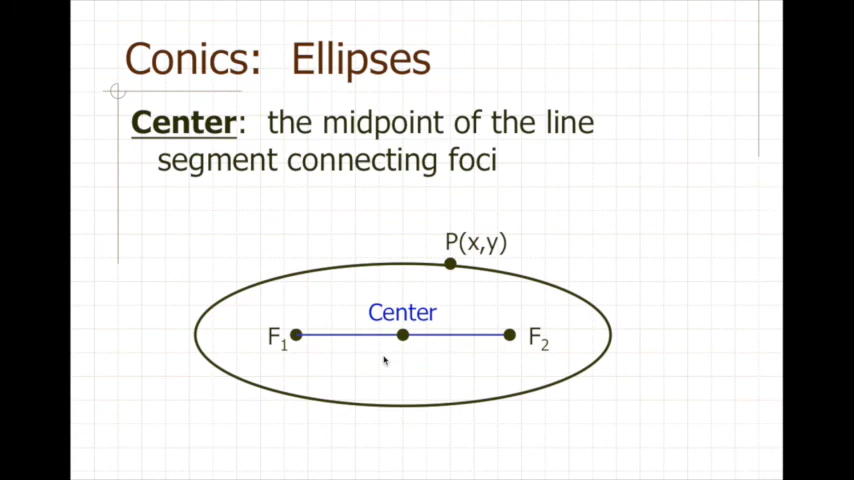 Conics:  Ellipses
Center:  the midpoint of the line
segment connecting foci
P(x,y)
Center
F1
F2